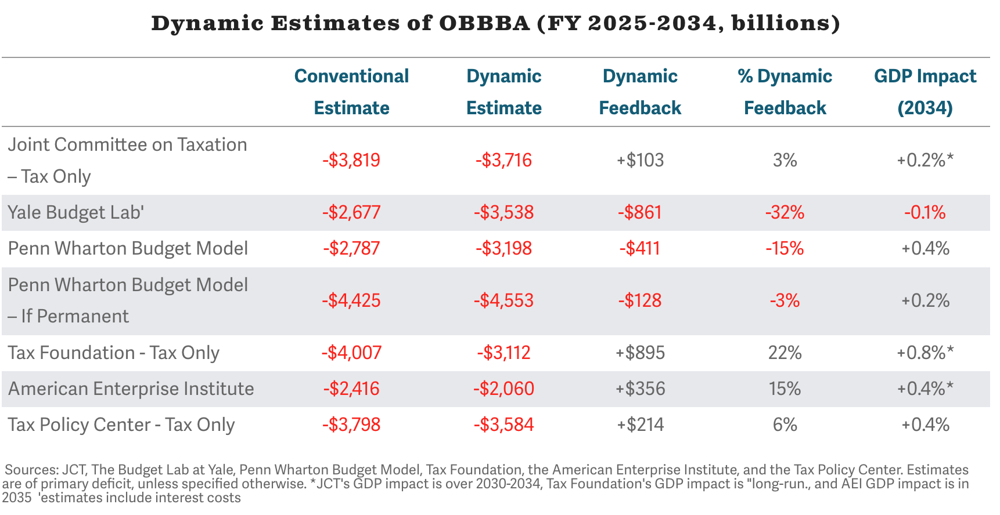 Dynamic Estimates of OBBBA (FY 2025-2034, billions)
Conventional Estimate Dynamic Estimate Dynamic Feedback % Dynamic Feedback GDP Impact (2034)
Joint Committee on Taxation
– Tax Only -$3,819 -$3,716 +$103 3% +0.2%*
Yale Budget Lab' -$2,677 -$3,538 -$861 -32% -0.1%
Penn Wharton Budget Model -$2,787 -$3,198 -$411 -15% +0.4%
Penn Wharton Budget Model
– If Permanent -$4,425 -$4,553 -$128 -3% +0.2%
Tax Foundation - Tax Only -$4,007 -$3,112 +$895 22% +0.8%*
American Enterprise Institute -$2,416 -$2,060 +$356 15% +0.4%*
Tax Policy Center - Tax Only -$3,798 -$3,584 +$214 6% +0.4%
Sources: JCT, The Budget Lab at Yale, Penn Wharton Budget Model, Tax Foundation, the American Enterprise Institute, and the Tax Policy Center. Estimates
are of primary deficit, unless specified otherwise. *JCT's GDP impact is over 2030-2034, Tax Foundation's GDP impact is "long-run., and AEI GDP impact is in
2035 'estimates include interest costs